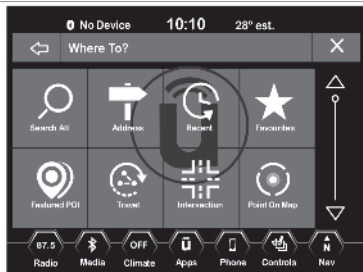 No Device 10:10 28° est.
Where To?
Search All Address Recent Favourites
Featured POI Travel Intersection Point On Map
87.5 OFF ū N
Radio Media Climate Apps Phone Controls Nav